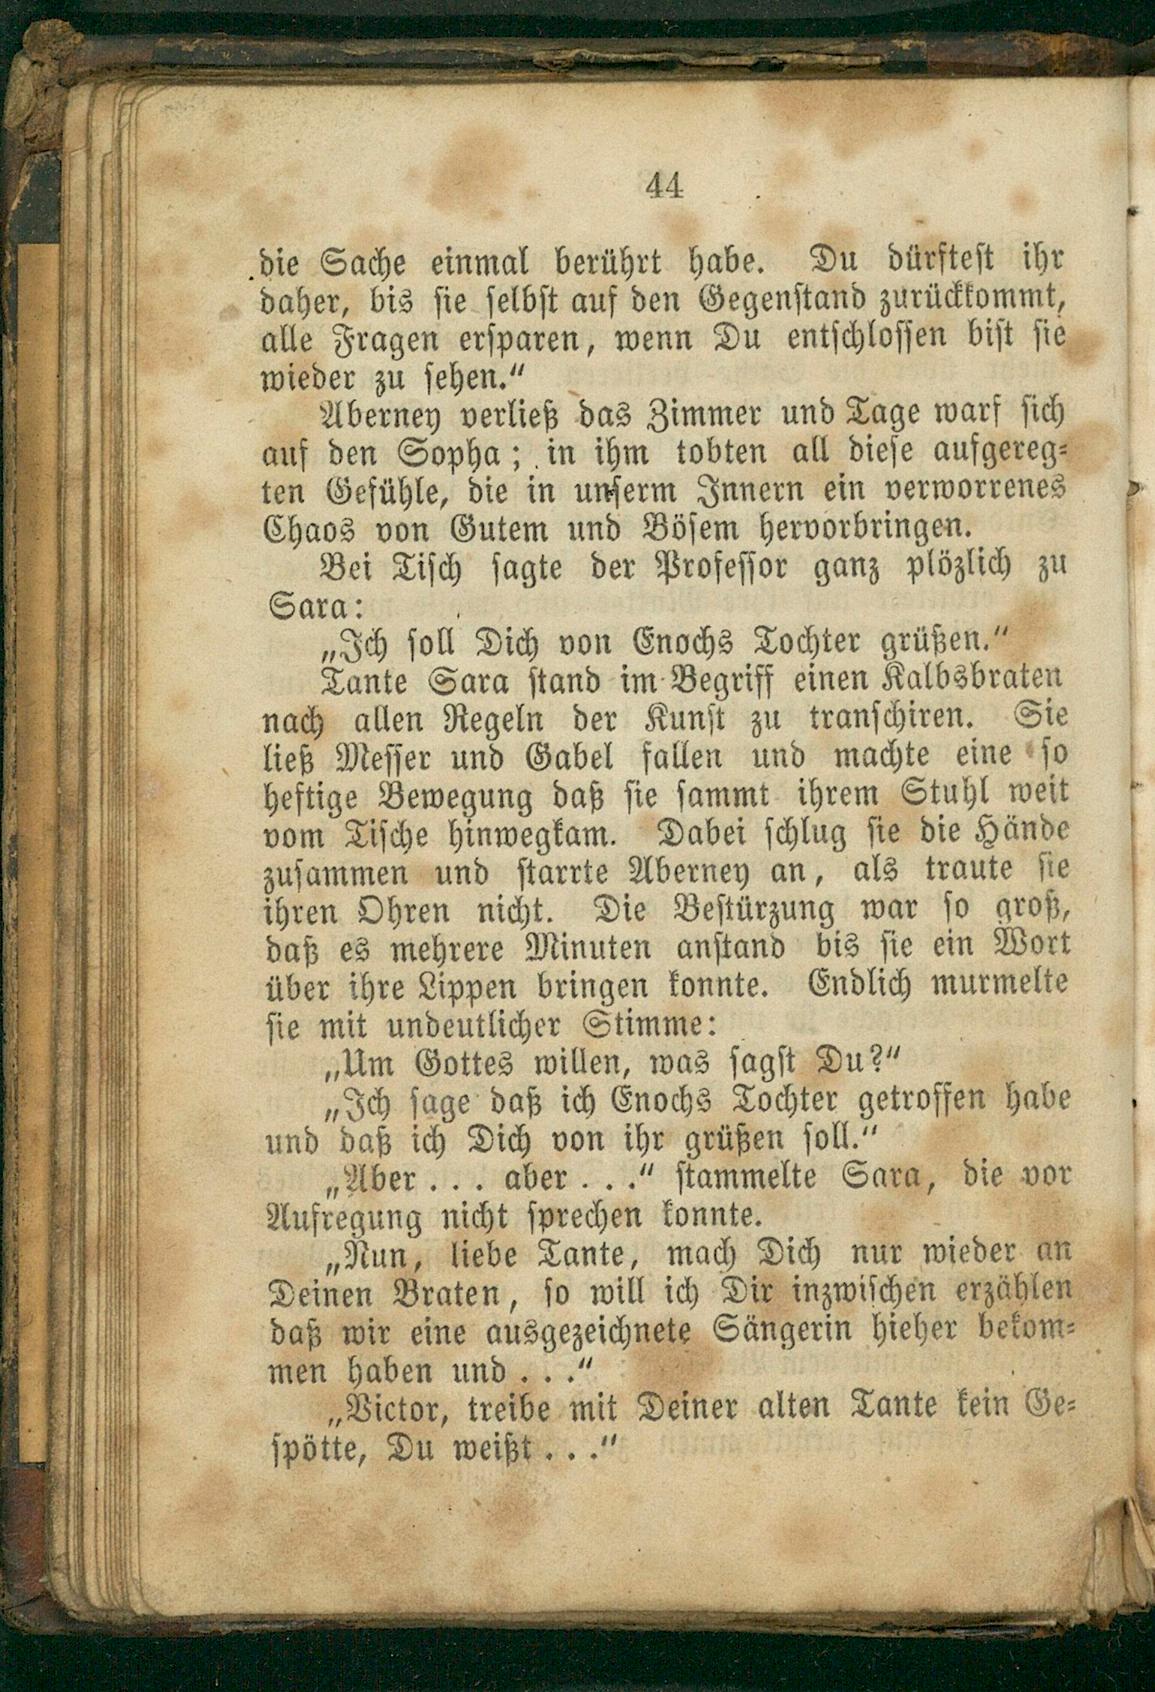 44
die Sache einmal berührt habe. Du dürftest ihr
daher, bis sie selbst auf den Gegenstand zurückkommt,
alle Fragen ersparen, wenn Du entschlossen bist sie
wieder zu sehen.“
Aberney verließ das Zimmer und Tage warf sich
auf den Sopha; in ihm tobten all diese aufgereg-
ten Gefühle, die in unserm Innern ein verworrenes
Chaos von Gutem und Bösem hervorbringen.
Bei Tisch sagte der Professor ganz plözlich zu
Sara:
„Ich soll Dich von Enochs Tochter grüßen.“
Tante Sara stand im Begriff einen Kalbsbraten
nach allen Regeln der Kunst zu transchiren. Sie
ließ Messer und Gabel fallen und machte eine so
heftige Bewegung daß sie sammt ihrem Stuhl weit
vom Tische hinwegkam. Dabei schlug sie die Hände
zusammen und starrte Aberney an, als traute sie
ihren Ohren nicht. Die Bestürzung war so groß,
daß es mehrere Minuten anstand bis sie ein Wort
über ihre Lippen bringen konnte. Endlich murmelte
sie mit undeutlicher Stimme:
„Um Gottes willen, was sagst Du?“
„Ich sage daß ich Enochs Tochter getroffen habe
und daß ich Dich von ihr grüßen soll.“
„Aber . . . aber . . .“ stammelte Sara, die vor
Aufregung nicht sprechen konnte.
„Nun, liebe Tante, mach Dich nur wieder an
Deinen Braten, so will ich Dir inzwischen erzählen
daß wir eine ausgezeichnete Sängerin hieher bekom-
men haben und . . .“
„Victor, treibe mit Deiner alten Tante kein Ge-
spötte, Du weißt . . .“